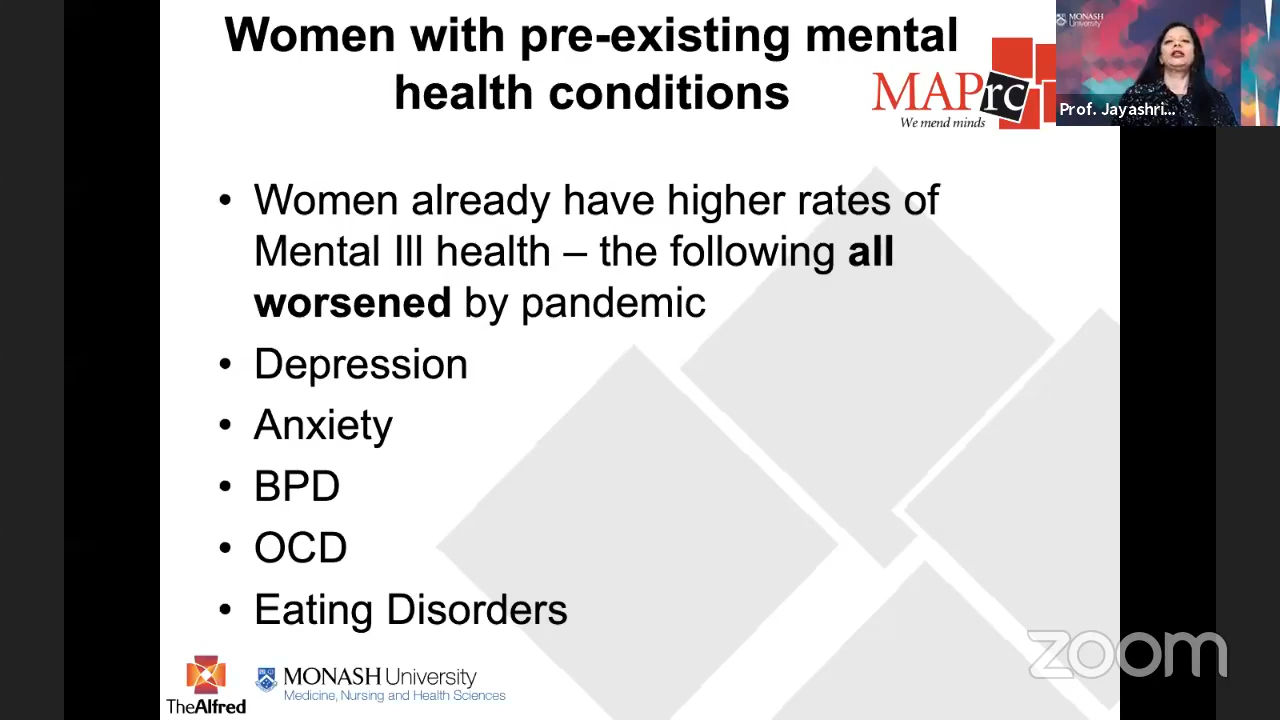 Women with pre-existing mental
health conditions
MAPrc
We mend minds
MONASH
University
Prof. Jayashri...
• Women already have higher rates of
Mental Ill health – the following all
worsened by pandemic
• Depression
• Anxiety
• BPD
• OCD
• Eating Disorders
TheAlfred
MONASH University
Medicine, Nursing and Health Sciences
zoom